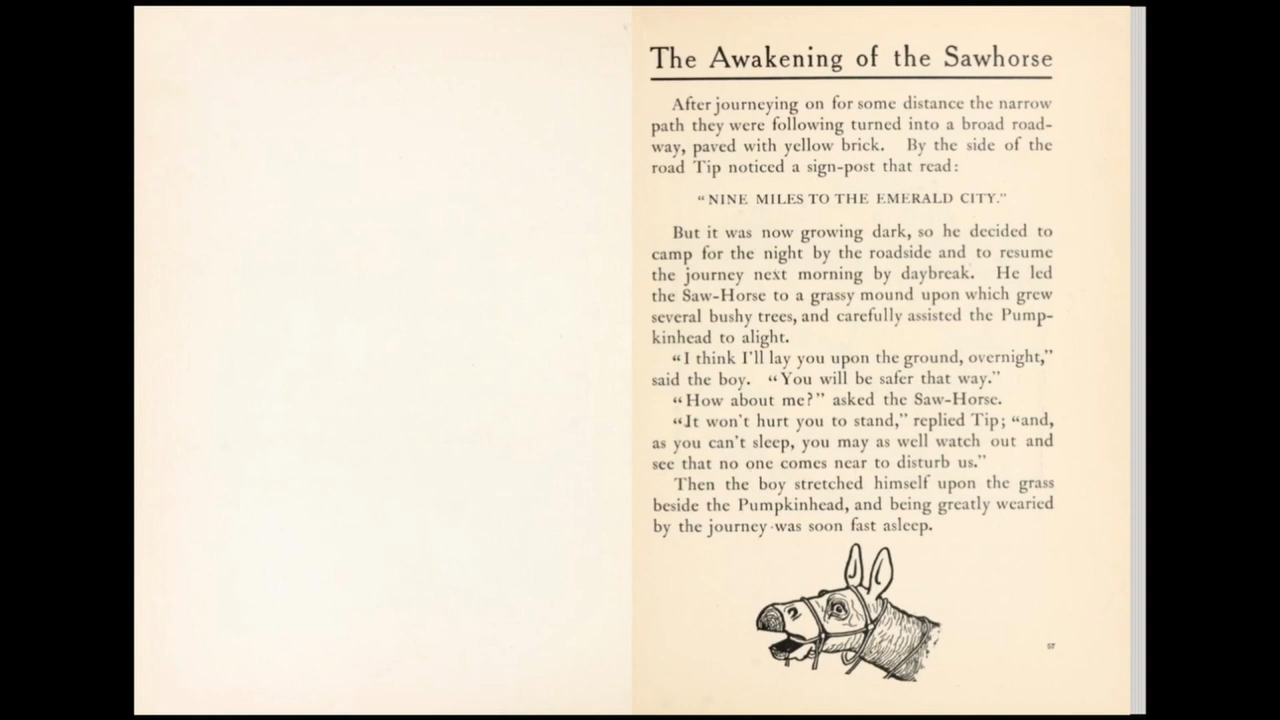 The Awakening of the Sawhorse
After journeying on for some distance the narrow
path they were following turned into a broad road-
way, paved with yellow brick. By the side of the
road Tip noticed a sign-post that read:
“NINE MILES TO THE EMERALD CITY.”
But it was now growing dark, so he decided to
camp for the night by the roadside and to resume
the journey next morning by daybreak. He led
the Saw-Horse to a grassy mound upon which grew
several bushy trees, and carefully assisted the Pump-
kinhead to alight.
“I think I’ll lay you upon the ground, overnight,”
said the boy. “You will be safer that way.”
“How about me?” asked the Saw-Horse.
“It won’t hurt you to stand,” replied Tip; “and,
as you can’t sleep, you may as well watch out and
see that no one comes near to disturb us.”
Then the boy stretched himself upon the grass
beside the Pumpkinhead, and being greatly wearied
by the journey was soon fast asleep.
57